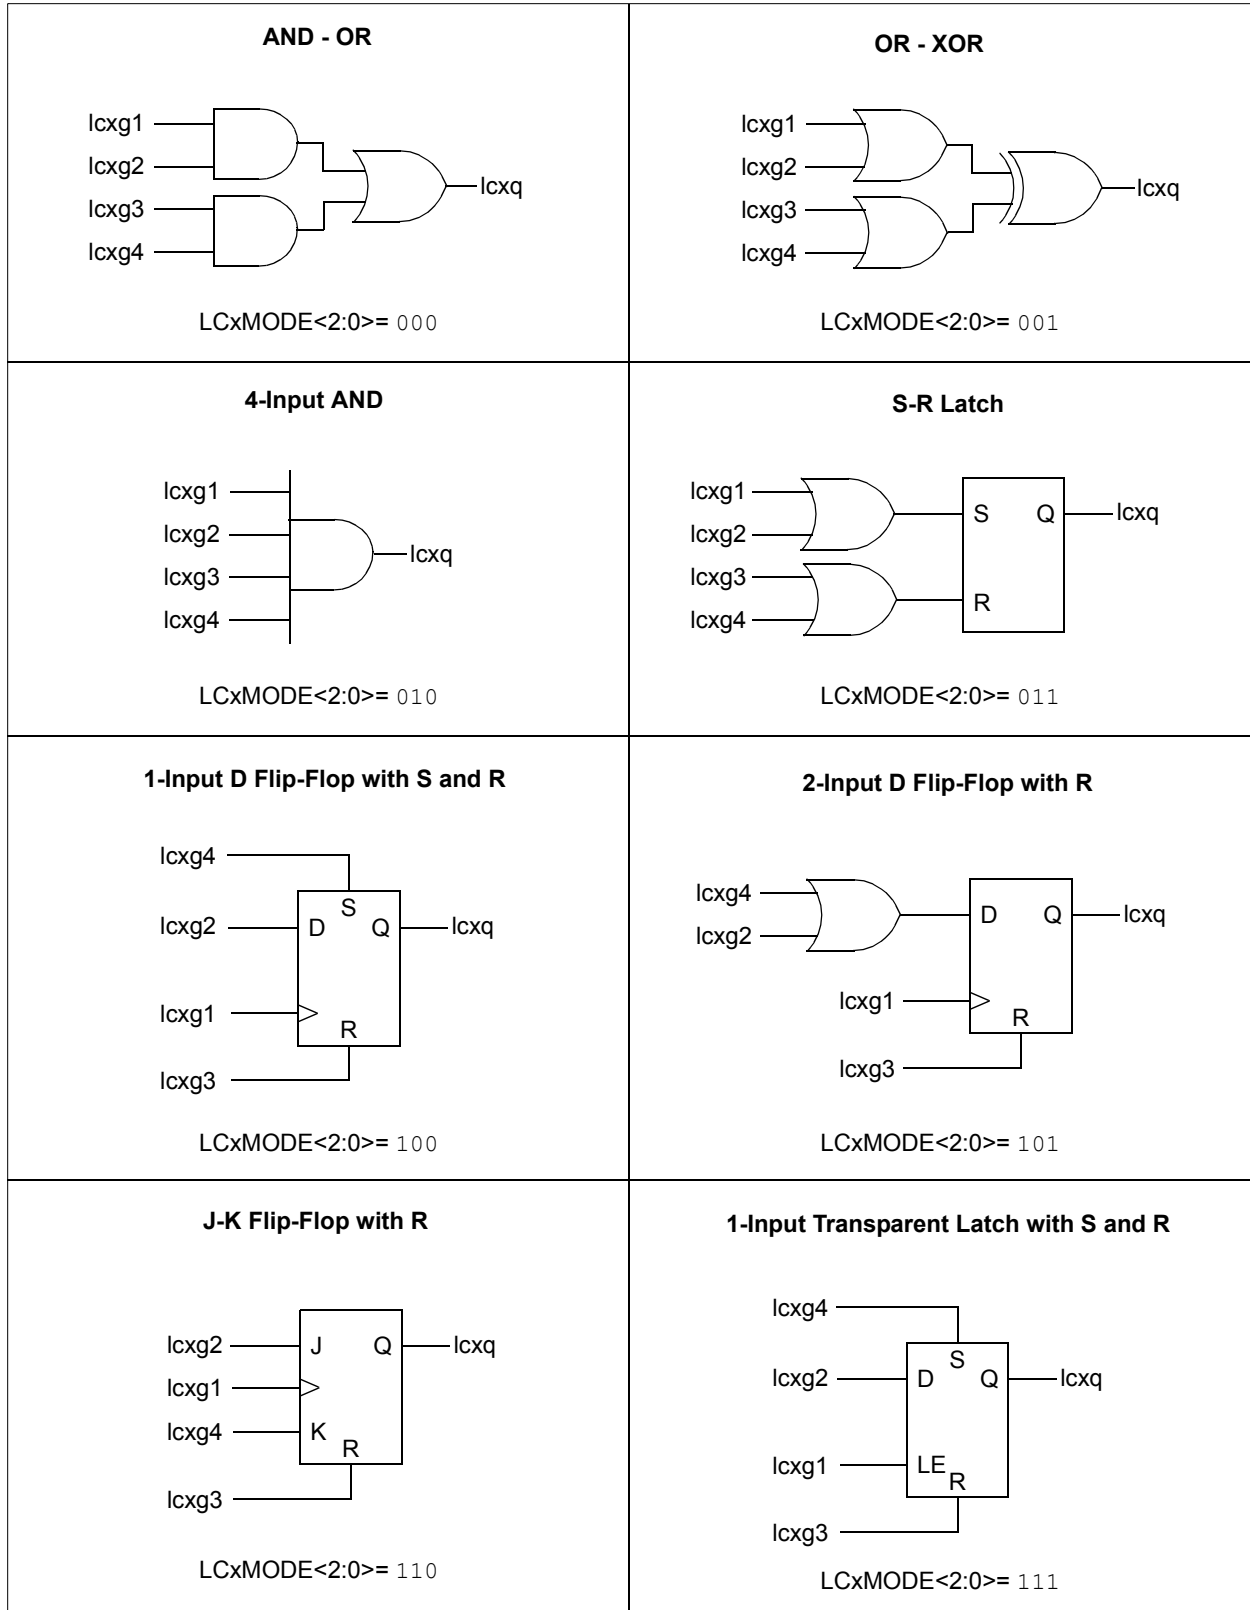 AND - OR
lcxg1
lcxg2
lcxg3
lcxg4
lcxq
LCxMODE<2:0>= 000
OR - XOR
lcxg1
lcxg2
lcxg3
lcxg4
lcxq
LCxMODE<2:0>= 001
4-Input AND
lcxg1
lcxg2
lcxg3
lcxg4
lcxq
LCxMODE<2:0>= 010
S-R Latch
lcxg1
lcxg2
lcxg3
lcxg4
S Q lcxq
R
LCxMODE<2:0>= 011
1-Input D Flip-Flop with S and R
lcxg4
S
lcxg2 D Q lcxq
lcxg1
R
lcxg3
LCxMODE<2:0>= 100
2-Input D Flip-Flop with R
lcxg4
lcxg2
D Q lcxq
lcxg1
R
lcxg3
LCxMODE<2:0>= 101
J-K Flip-Flop with R
lcxg2 J Q lcxq
lcxg1
lcxg4 K
R
lcxg3
LCxMODE<2:0>= 110
1-Input Transparent Latch with S and R
lcxg4
S
lcxg2 D Q lcxq
lcxg1 LE
R
lcxg3
LCxMODE<2:0>= 111